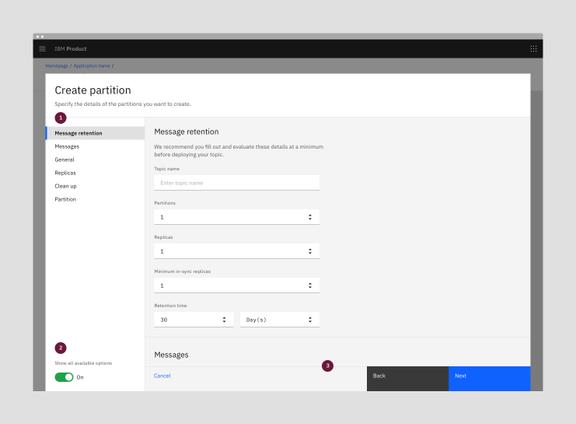 IBM Product
Homepage / Application name /
Create partition
Specify the details of the partitions you want to create.
1
Message retention
Messages
General
Replicas
Clean up
Partition
2
Show all available options
On
Message retention
We recommend you fill out and evaluate these details at a minimum
before deploying your topic.
Topic name
Enter topic name
Partitions
1
Replicas
1
Minimum in-sync replicas
1
Retention time
30 Day(s)
Messages
3
Cancel Back Next